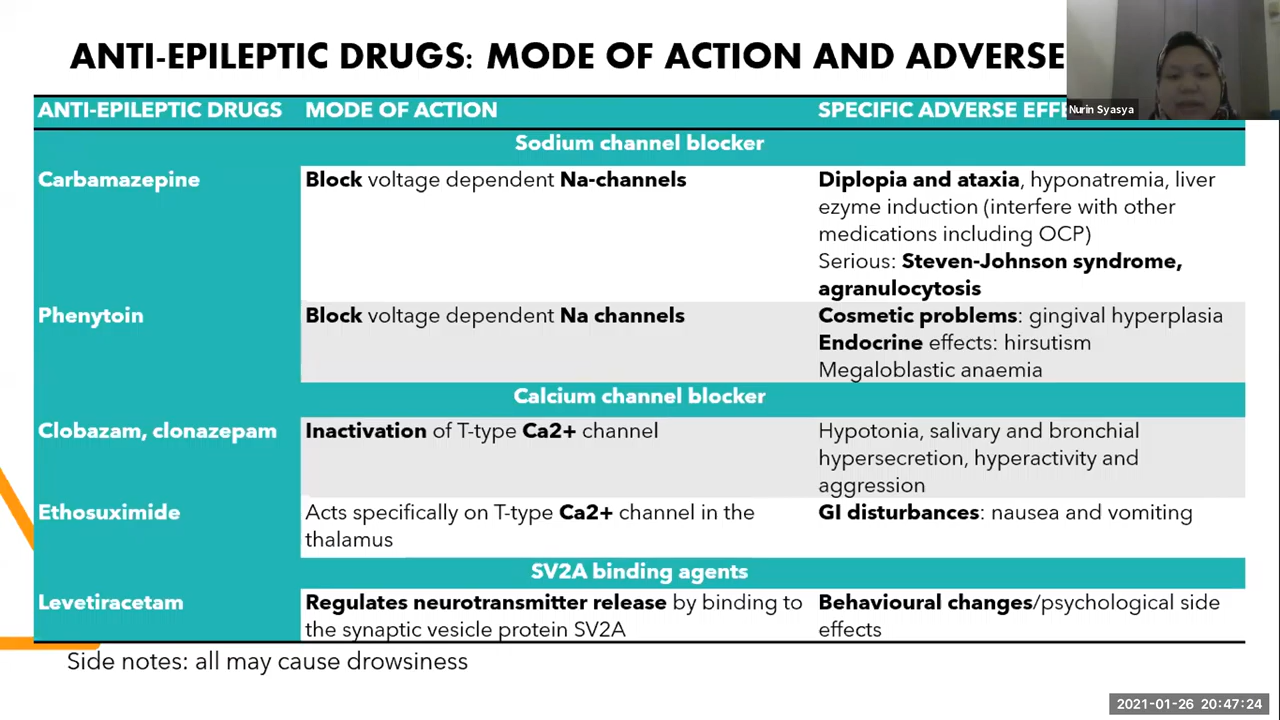 ANTI-EPILEPTIC DRUGS: MODE OF ACTION AND ADVERSE
Nurin Syasya
ANTI-EPILEPTIC DRUGS MODE OF ACTION SPECIFIC ADVERSE
Sodium channel blocker
Carbamazepine Block voltage dependent Na-channels Diplopia and ataxia, hyponatremia, liver
ezyme induction (interfere with other
medications including OCP)
Serious: Steven-Johnson syndrome,
agranulocytosis
Phenytoin Block voltage dependent Na channels Cosmetic problems: gingival hyperplasia
Endocrine effects: hirsutism
Megaloblastic anaemia
Calcium channel blocker
Clobazam, clonazepam Inactivation of T-type Ca2+ channel Hypotonia, salivary and bronchial
hypersecretion, hyperactivity and
aggression
Ethosuximide Acts specifically on T-type Ca2+ channel in the GI disturbances: nausea and vomiting
thalamus
SV2A binding agents
Levetiracetam Regulates neurotransmitter release by binding to Behavioural changes/psychological side
the synaptic vesicle protein SV2A effects
Side notes: all may cause drowsiness
2021-01-26 20:47:24